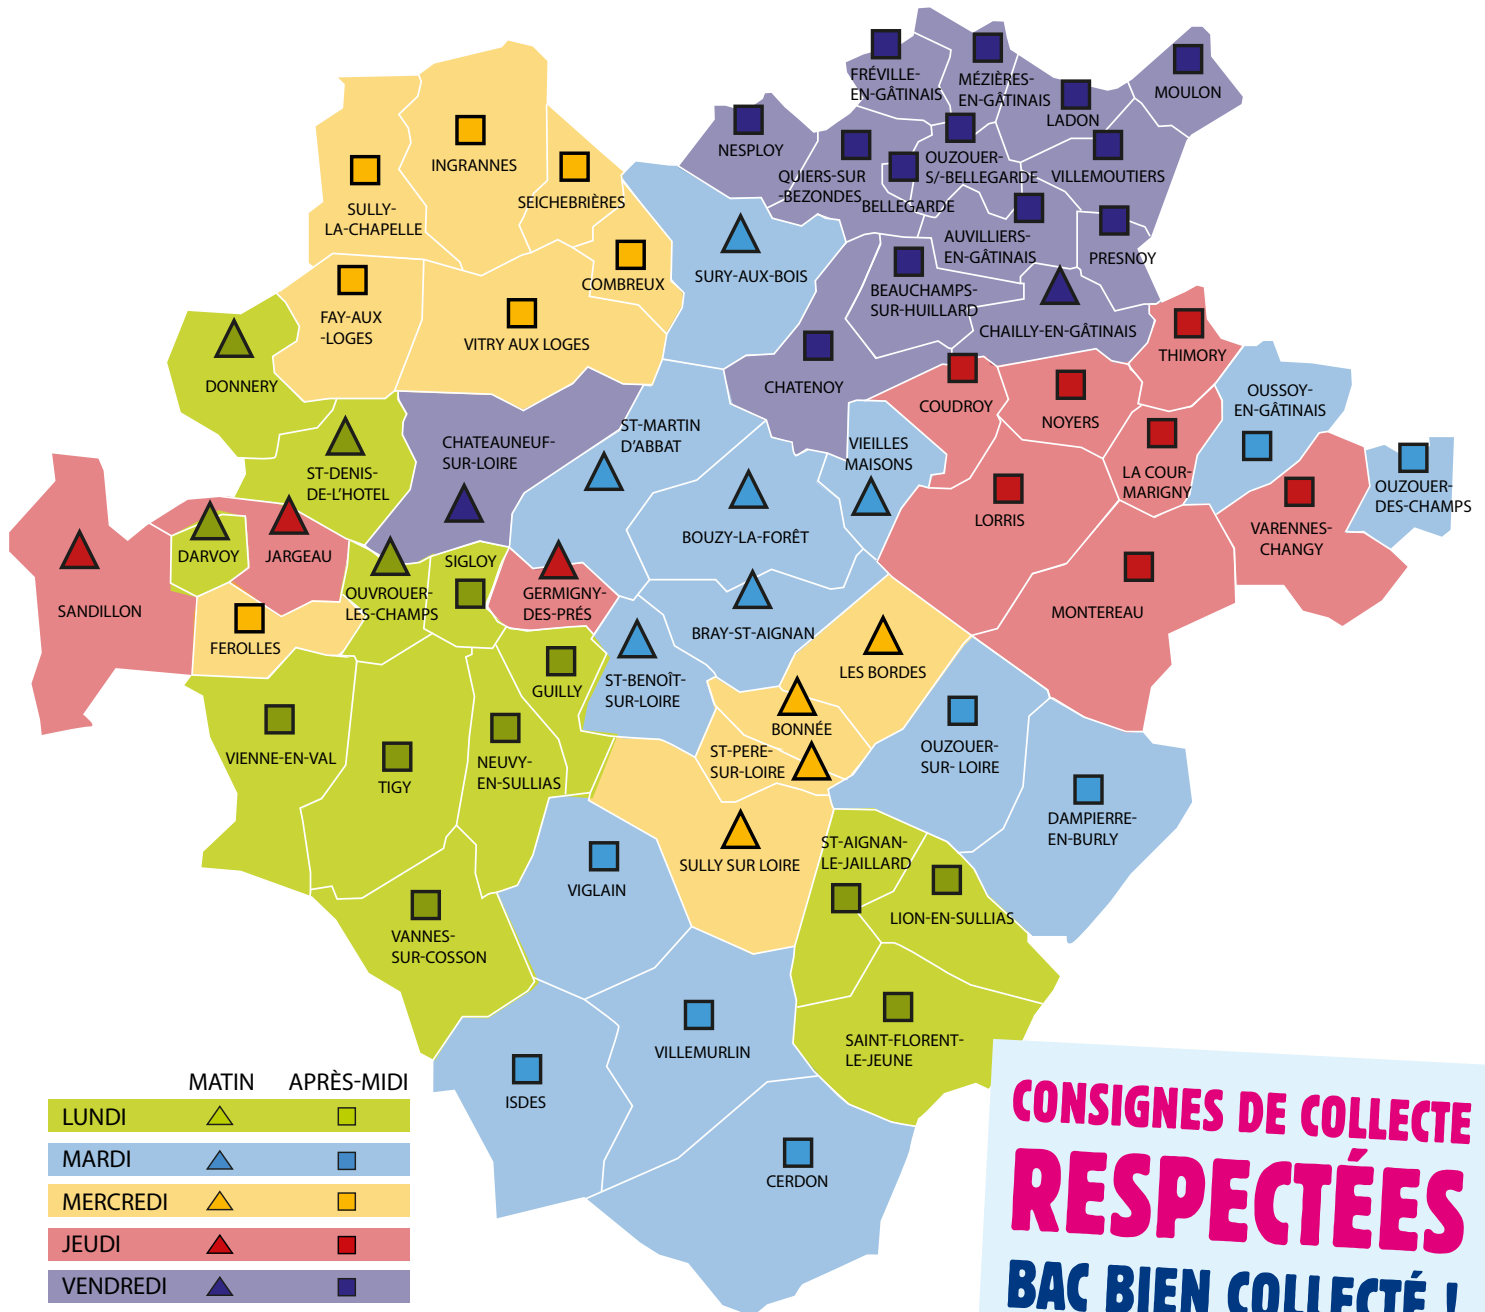 FRÉVILLE-
EN-GÂTINAIS
MÉZIÈRES-
EN-GÂTINAIS
LADON
MOULON
NESPLOY
QUIERS-SUR
-BEZONDES
BELLEGARDE
OUZOUER-
S/-BELLEGARDE
VILLEMOUTIERS
INGRANNES
SEICHEBRIÈRES
SULLY-
LA-CHAPELLE
COMBREUX
SURY-AUX-BOIS
AUVILLIERS-
EN-GÂTINAIS
PRESNOY
BEAUCHAMPS-
SUR-HUILLARD
CHAILLY-EN-GÂTINAIS
FAY-AUX
-LOGES
VITRY AUX LOGES
THIMORY
DONNERY
CHATENOY
COUDROY
NOYERS
OUSSOY-
EN-GÂTINAIS
ST-MARTIN
D'ABBAT
CHATEAUNEUF-
SUR-LOIRE
VIEILLES
MAISONS
ST-DENIS-
DE-L'HOTEL
LA COUR-
MARIGNY
OUZOUER-
DES-CHAMPS
LORRIS
VARENNES-
CHANGY
BOUZY-LA-FORÊT
DARVOY
JARGEAU
SIGLOY
OUVROUER-
LES-CHAMPS
GERMIGNY-
DES-PRÉS
SANDILLON
MONTEREAU
FEROLLES
BRAY-ST-AIGNAN
LES BORDES
GUILLY
ST-BENOÎT-
SUR-LOIRE
BONNÉE
VIENNE-EN-VAL
TIGY
NEUVY-
EN-SULLIAS
ST-PERE-
SUR-LOIRE
OUZOUER-
SUR- LOIRE
DAMPIERRE-
EN-BURLY
SULLY SUR LOIRE
ST-AIGNAN-
LE-JAILLARD
VIGLAIN
LION-EN-SULLIAS
VANNES-
SUR-COSSON
VILLEMURLIN
SAINT-FLORENT-
LE-JEUNE
ISDES
CERDON
MATIN APRÈS-MIDI
LUNDI
MARDI
MERCREDI
JEUDI
VENDREDI
CONSIGNES DE COLLECTE
RESPECTÉES
BAC BIEN COLLECTÉ !